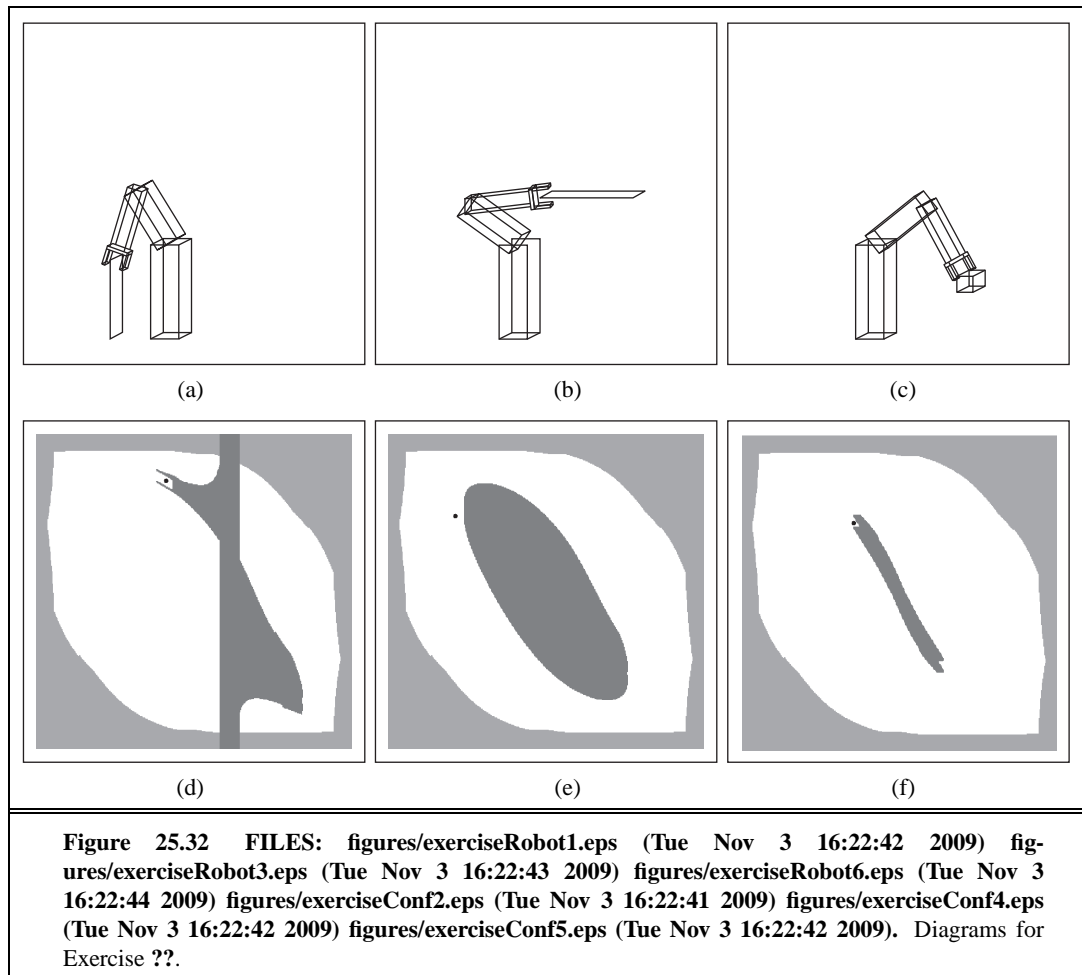 (a) (b) (c)
(d) (e) (f)
Figure 25.32 FILES: figures/exerciseRobot1.eps (Tue Nov 3 16:22:42 2009) fig-
ures/exerciseRobot3.eps (Tue Nov 3 16:22:43 2009) figures/exerciseRobot6.eps (Tue Nov 3
16:22:44 2009) figures/exerciseConf2.eps (Tue Nov 3 16:22:41 2009) figures/exerciseConf4.eps
(Tue Nov 3 16:22:42 2009) figures/exerciseConf5.eps (Tue Nov 3 16:22:42 2009). Diagrams for
Exercise ??.